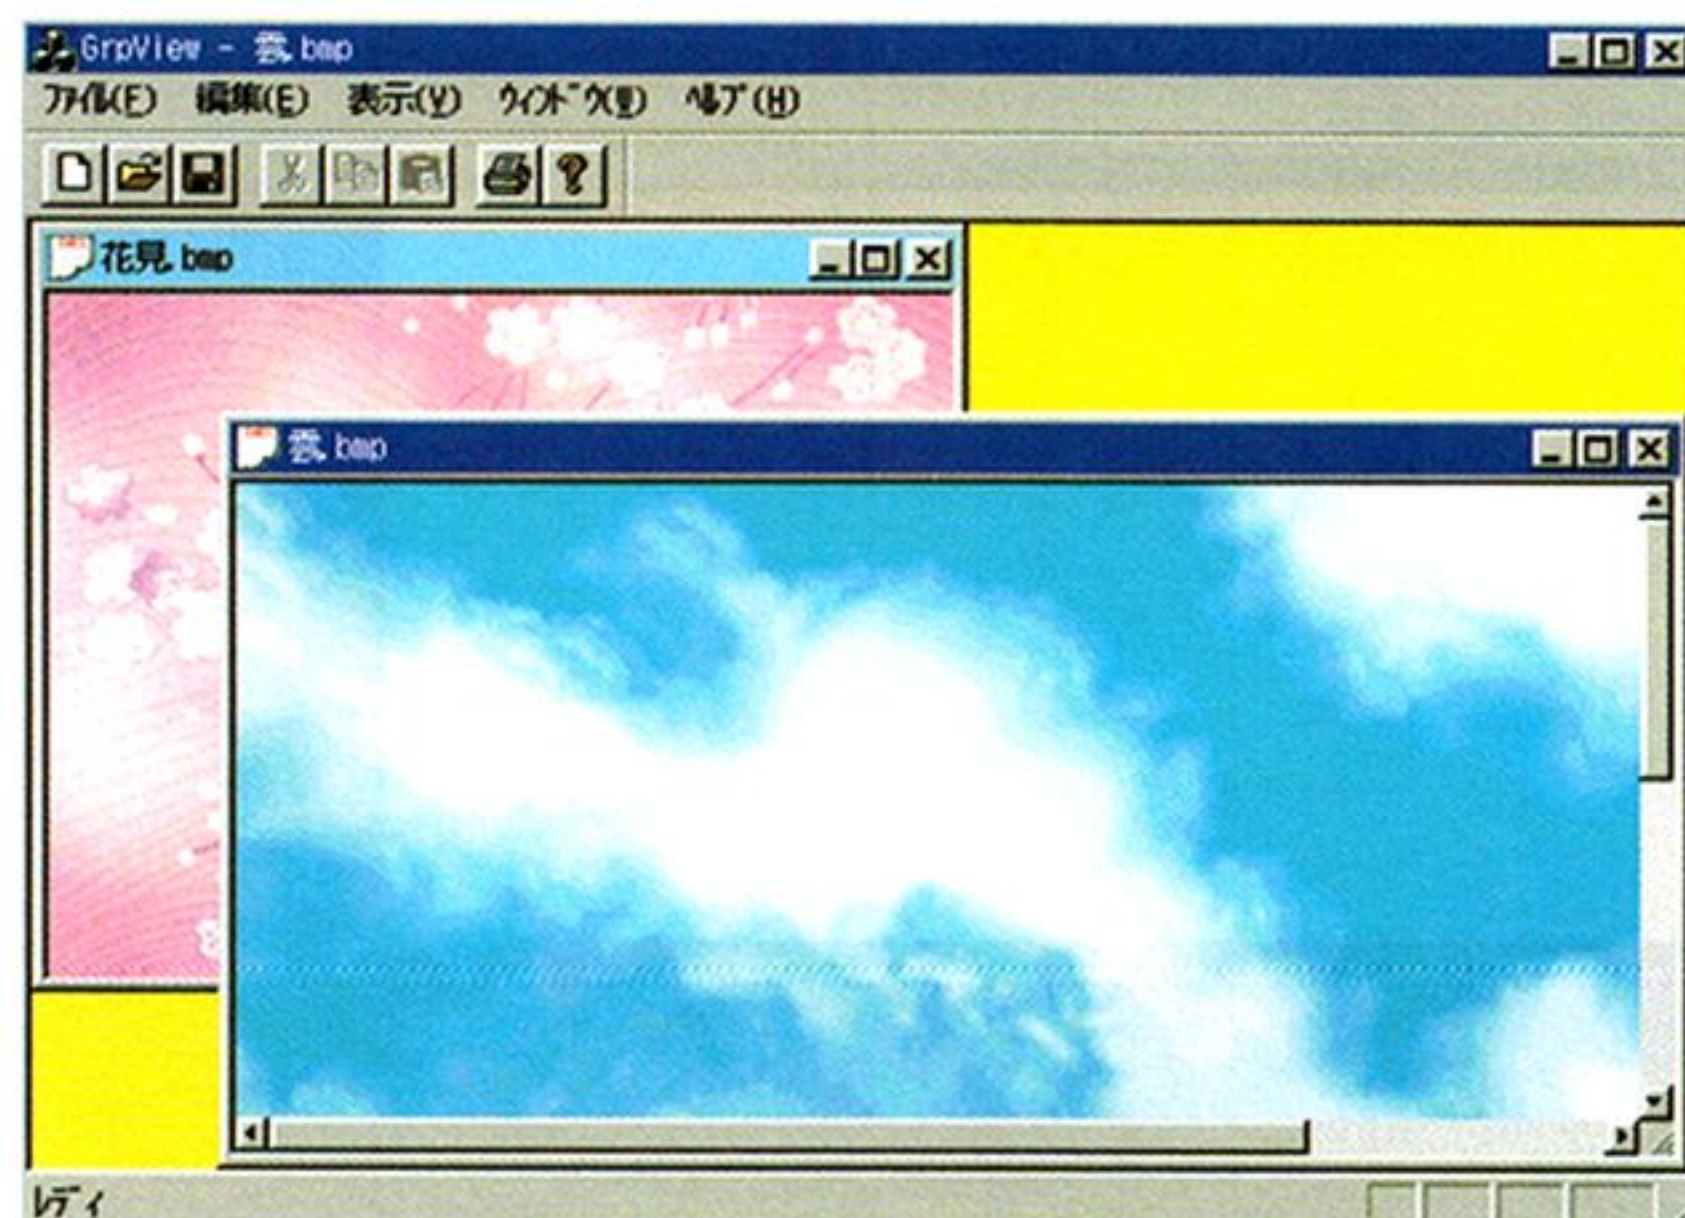 GrpView - 雲.bmp
ﾌｧｲﾙ(F) 編集(E) 表示(V) ｳｨﾝﾄﾞｳ(W) ﾍﾙﾌﾟ(H)
花見.bmp
雲.bmp
ﾚﾃﾞｨ